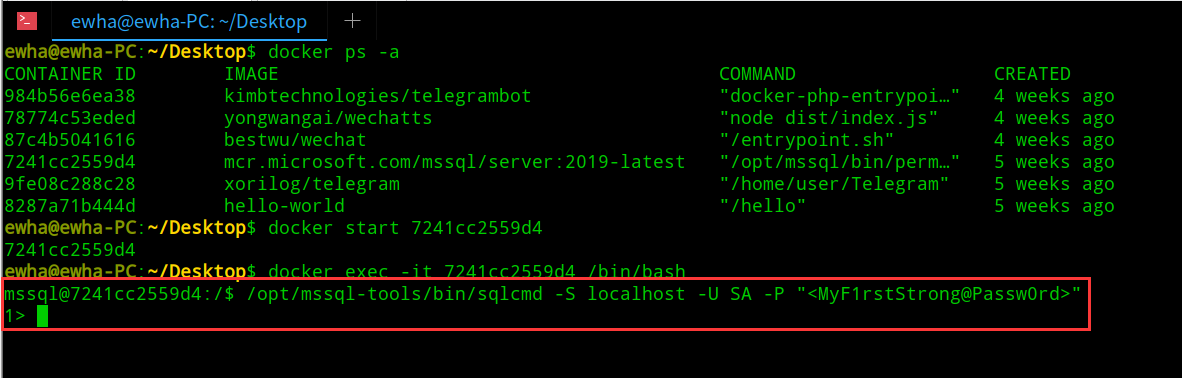 ewha@ewha-PC: ~/Desktop
ewha@ewha-PC:~/Desktop$ docker ps -a
CONTAINER ID IMAGE COMMAND CREATED
984b56e6ea38 kimbtechnologies/telegrambot "docker-php-entrypoi…" 4 weeks ago
78774c53eded yongwangai/wechatts "node dist/index.js" 4 weeks ago
87c4b5041616 bestwu/wechat "/entrypoint.sh" 4 weeks ago
7241cc2559d4 mcr.microsoft.com/mssql/server:2019-latest "/opt/mssql/bin/perm…" 5 weeks ago
9fe08c288c28 xorilog/telegram "/home/user/Telegram" 5 weeks ago
8287a71b444d hello-world "/hello" 5 weeks ago
ewha@ewha-PC:~/Desktop$ docker start 7241cc2559d4
7241cc2559d4
ewha@ewha-PC:~/Desktop$ docker exec -it 7241cc2559d4 /bin/bash
mssql@7241cc2559d4:/$ /opt/mssql-tools/bin/sqlcmd -S localhost -U SA -P "<MyF1rstStrong@Passw0rd>"
1>